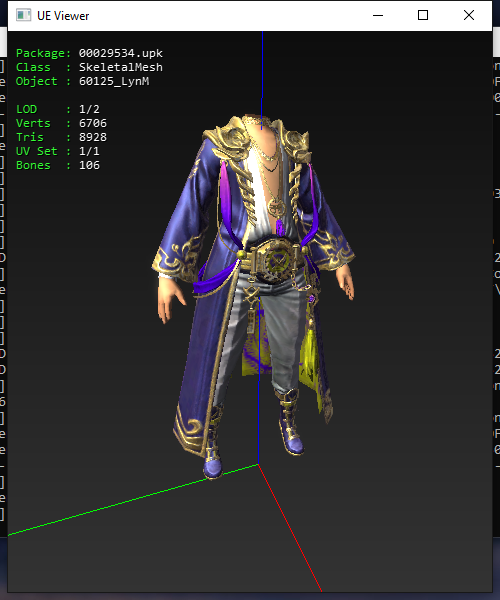 UE Viewer
Package: 00029534.upk
Class  : SkeletalMesh
Object : 60125_LynM
LOD    : 1/2
Verts  : 6706
Tris   : 8928
UV Set : 1/1
Bones  : 106